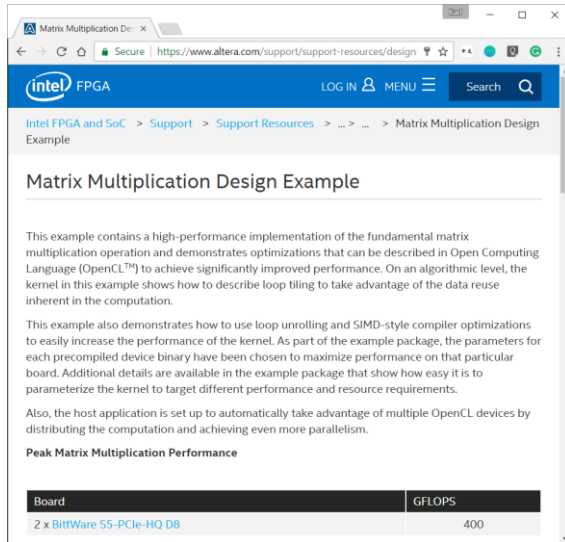 Matrix Multiplication De
Secure | https://www.altera.com/support/support-resources/design
intel FPGA LOG IN MENU Search
Intel FPGA and SoC > Support > Support Resources > ... > ... > Matrix Multiplication Design
Example
Matrix Multiplication Design Example
This example contains a high-performance implementation of the fundamental matrix
multiplication operation and demonstrates optimizations that can be described in Open Computing
Language (OpenCL™) to achieve significantly improved performance. On an algorithmic level, the
kernel in this example shows how to describe loop tiling to take advantage of the data reuse
inherent in the computation.
This example also demonstrates how to use loop unrolling and SIMD-style compiler optimizations
to easily increase the performance of the kernel. As part of the example package, the parameters for
each precompiled device binary have been chosen to maximize performance on that particular
board. Additional details are available in the example package that show how easy it is to
parameterize the kernel to target different performance and resource requirements.
Also, the host application is set up to automatically take advantage of multiple OpenCL devices by
distributing the computation and achieving even more parallelism.
Peak Matrix Multiplication Performance
Board GFLOPS
2 x BittWare S5-PCIe-HQ D8 400